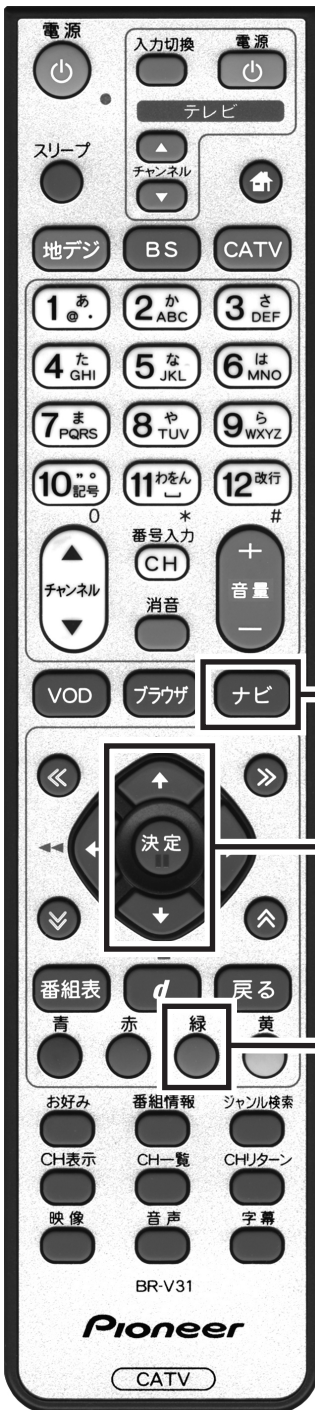 電源
入力切換 電源
テレビ
スリープ
チャンネル
地デジ BS CATV
1 あ @. 2 か ABC 3 さ DEF
4 た GHI 5 な JKL 6 は MNO
7 ま PQRS 8 や TUV 9 ら WXYZ
10 ゛゜ 記号 11 わをん 12 改行
0 * #
番号入力
CH
チャンネル
+
音量
−
消音
VOD ブラウザ ナビ
決定
番組表 d 戻る
青 赤 緑 黄
お好み 番組情報 ジャンル検索
CH表示 CH一覧 CHリターン
映像 音声 字幕
BR-V31
Pioneer
CATV